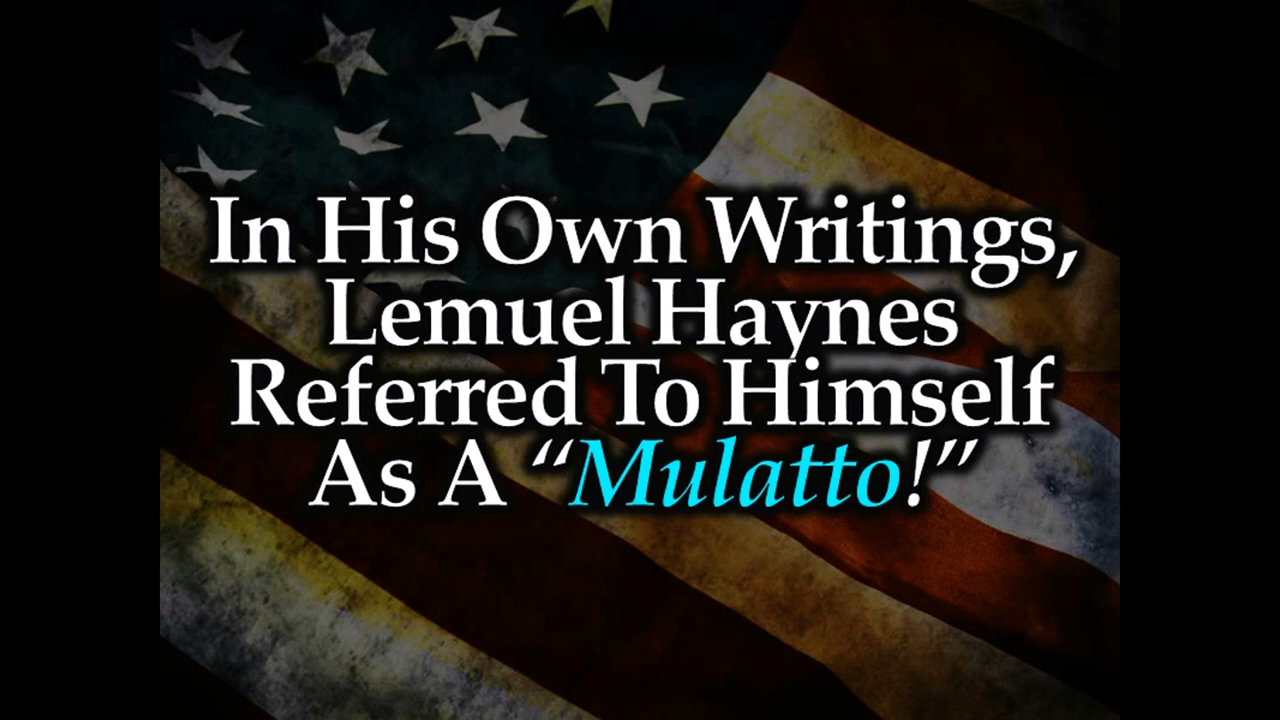 In His Own Writings,
Lemuel Haynes
Referred To Himself
As A “Mulatto!”